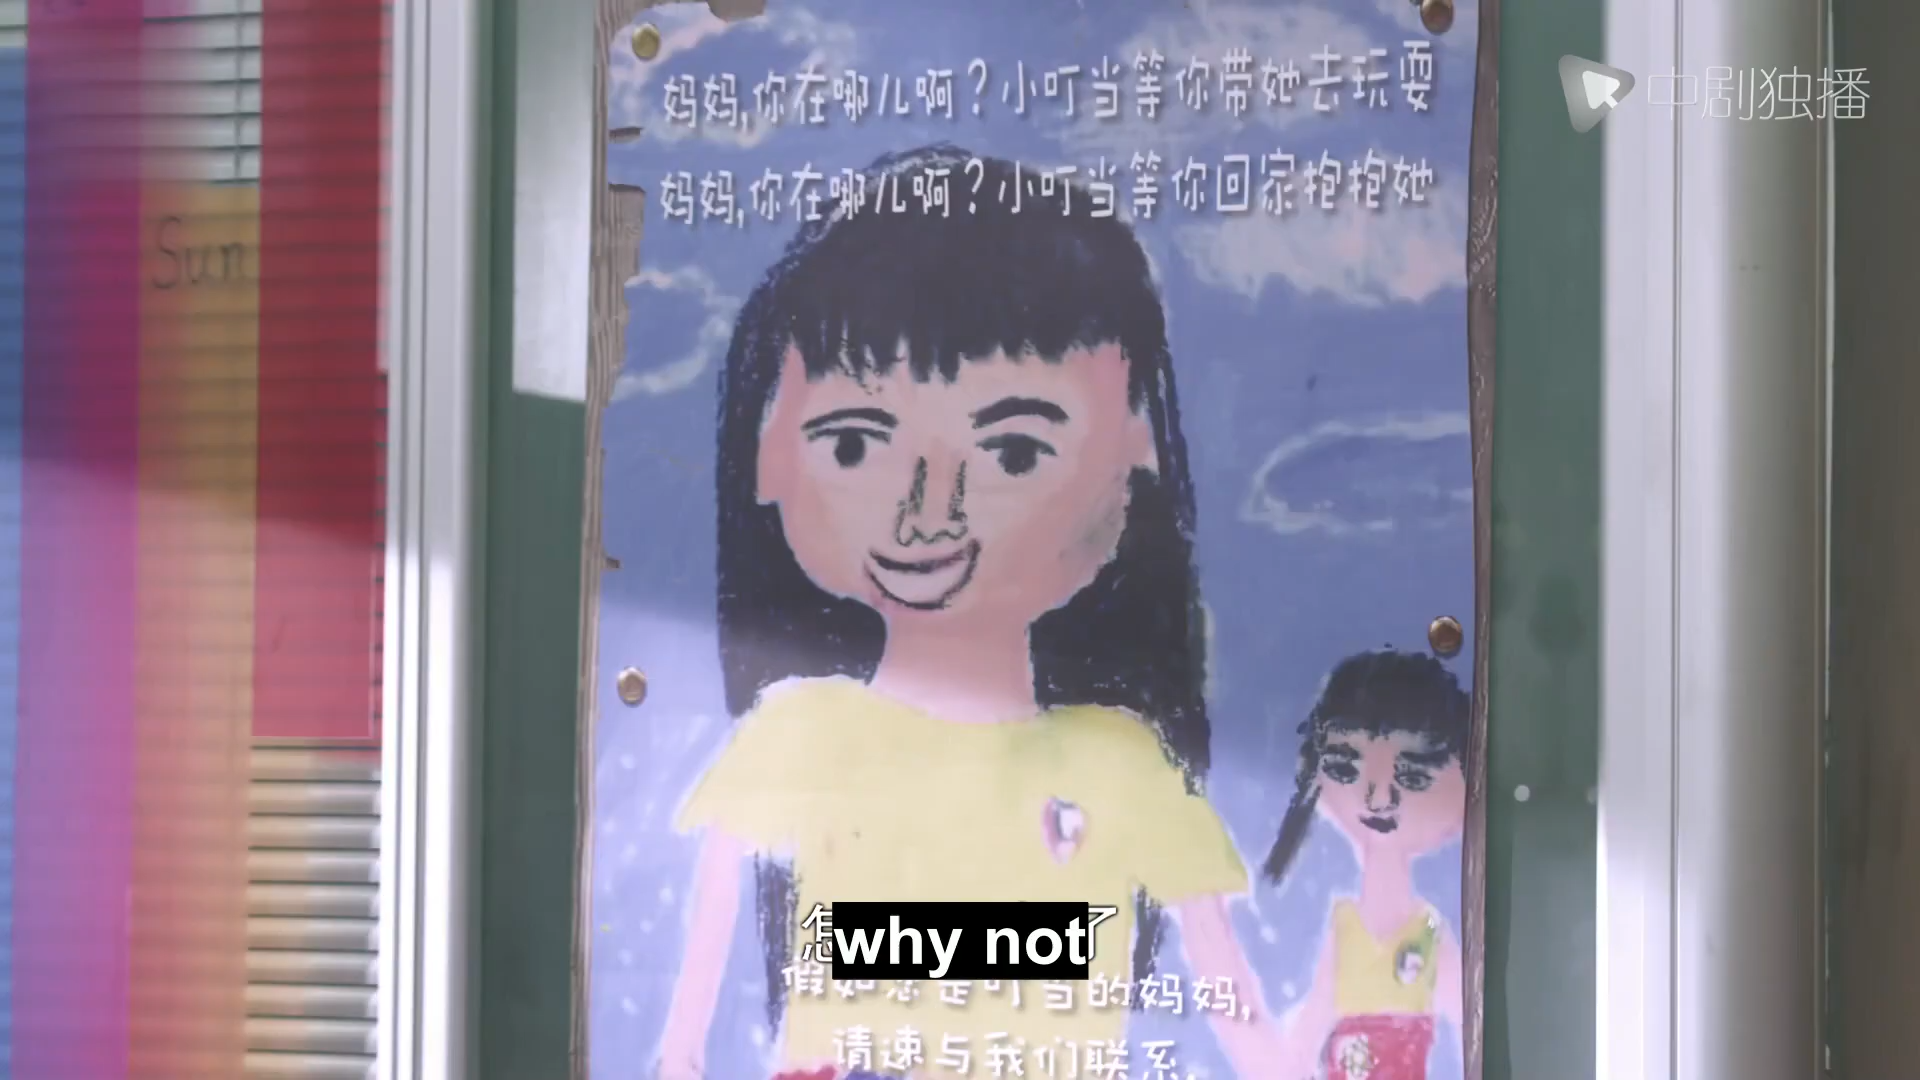 妈妈,你在哪儿啊?小叮当等你带她去玩耍
妈妈,你在哪儿啊?小叮当等你回家抱抱她
中剧独播
Sun
why not
假如您是叮当的妈妈,
请速与我们联系.